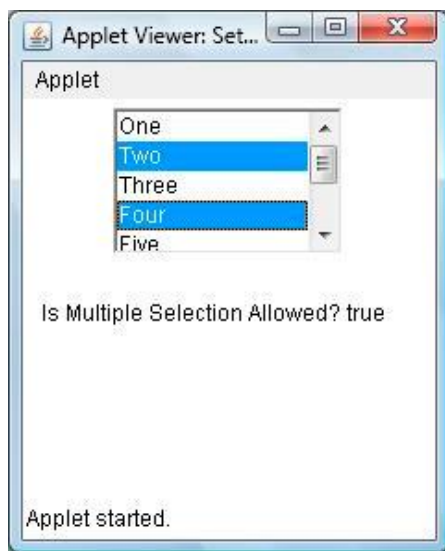 Applet Viewer: Set...
Applet
One
Two
Three
Four
Five
Is Multiple Selection Allowed? true
Applet started.